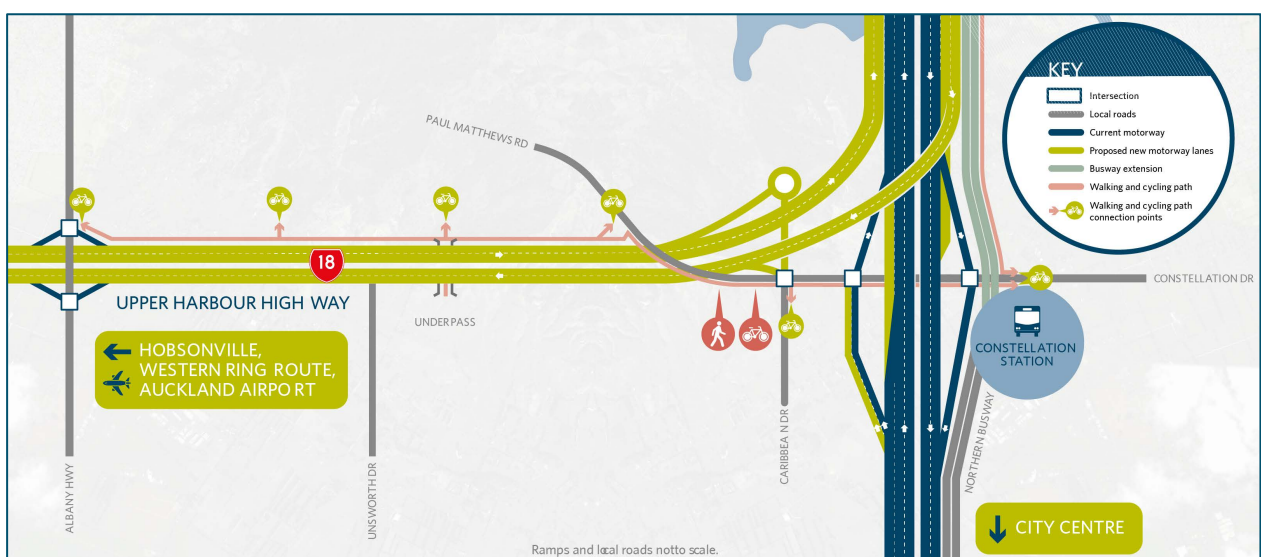 KEY
Intersection
Local roads
Current motorway
Proposed new motorway lanes
Busway extension
Walking and cycling path
Walking and cycling path
connection points
PAUL MATTHEWS RD
18
UPPER HARBOUR HIGH WAY
UNDERPASS
CONSTELLATION DR
CONSTELLATION
STATION
HOBSONVILLE,
WESTERN RING ROUTE,
AUCKLAND AIRPO RT
ALBANY HWY
UNSWORTH DR
CARIBBEA N DR
NORTHERN BUSWAY
CITY CENTRE
Ramps and local roads notto scale.